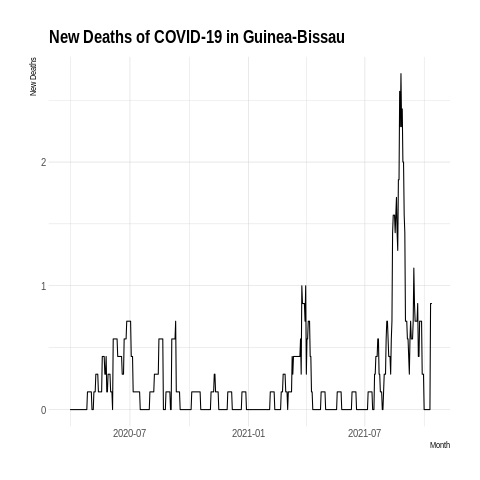 New Deaths of COVID-19 in Guinea-Bissau
New Deaths
2
1
0
2020-07 2021-01 2021-07
Month